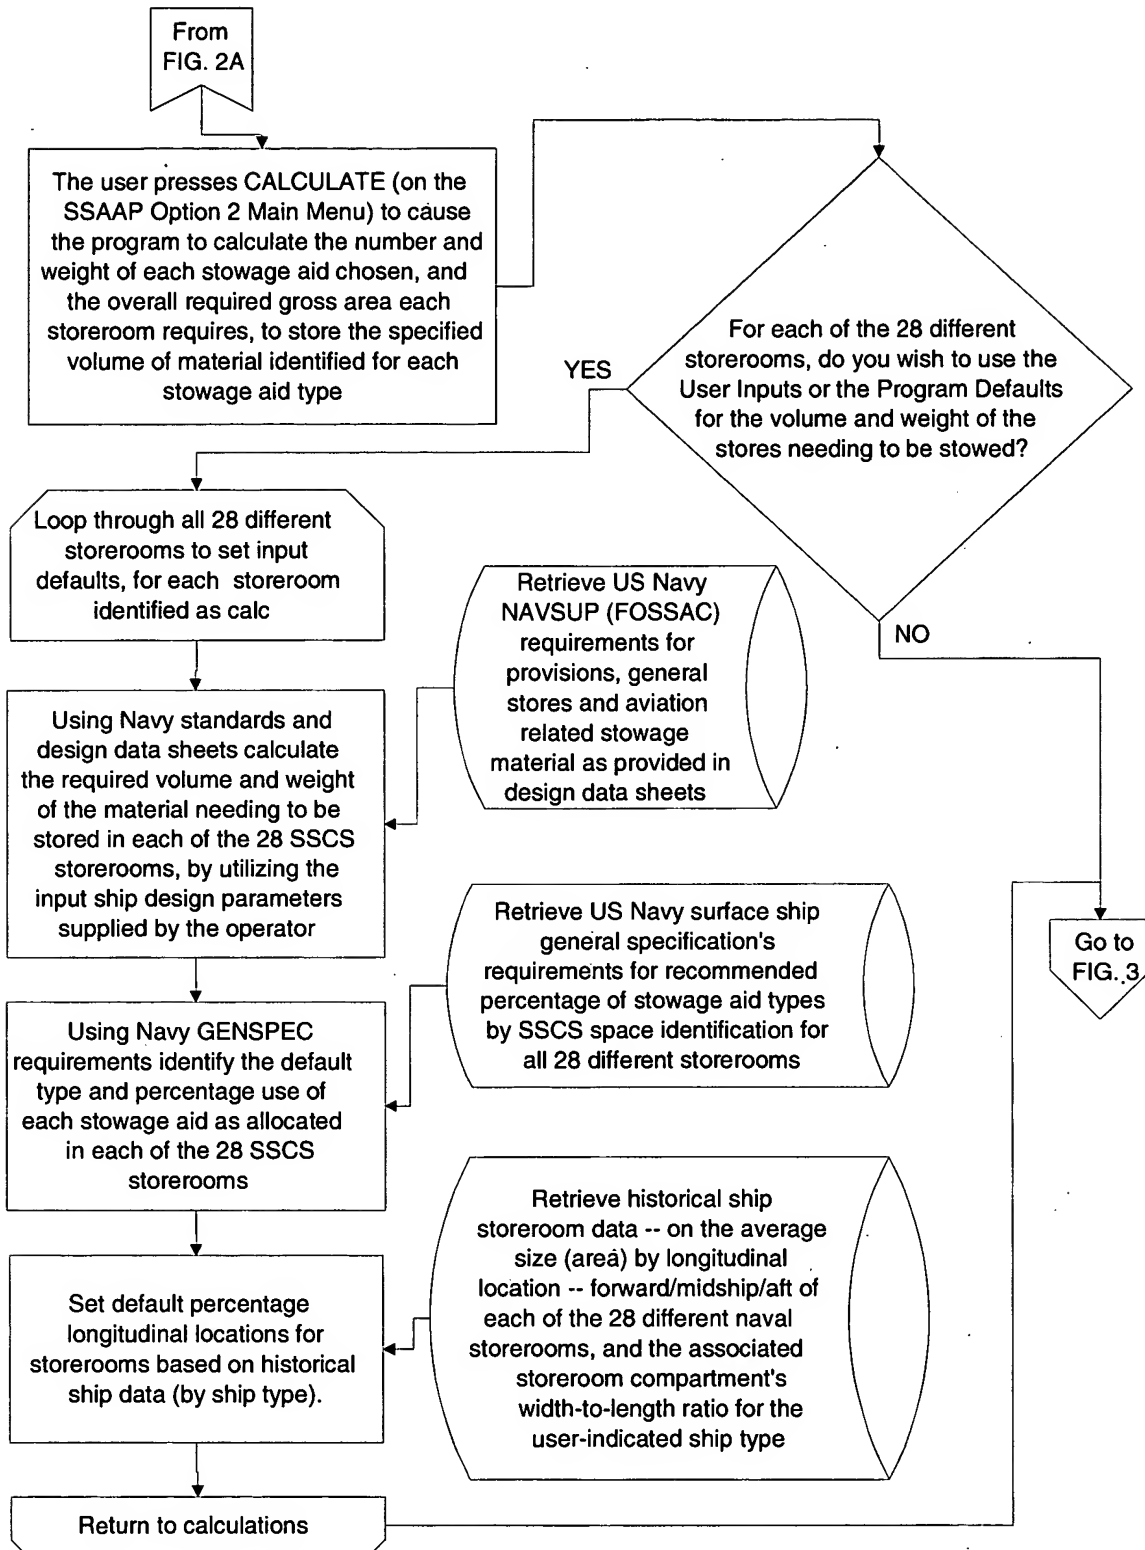 From
FIG. 2A
The user presses CALCULATE (on the
SSAAP Option 2 Main Menu) to cause
the program to calculate the number and
weight of each stowage aid chosen, and
the overall required gross area each
storeroom requires, to store the specified
volume of material identified for each
stowage aid type
For each of the 28 different
storerooms, do you wish to use the
User Inputs or the Program Defaults
for the volume and weight of the
stores needing to be stowed?
YES
NO
Loop through all 28 different
storerooms to set input
defaults, for each storeroom
identified as calc
Retrieve US Navy
NAVSUP (FOSSAC)
requirements for
provisions, general
stores and aviation
related stowage
material as provided in
design data sheets
Using Navy standards and
design data sheets calculate
the required volume and weight
of the material needing to be
stored in each of the 28 SSCS
storerooms, by utilizing the
input ship design parameters
supplied by the operator
Retrieve US Navy surface ship
general specification's
requirements for recommended
percentage of stowage aid types
by SSCS space identification for
all 28 different storerooms
Go to
FIG. 3
Using Navy GENSPEC
requirements identify the default
type and percentage use of
each stowage aid as allocated
in each of the 28 SSCS
storerooms
Retrieve historical ship
storeroom data -- on the average
size (area) by longitudinal
location -- forward/midship/aft of
each of the 28 different naval
storerooms, and the associated
storeroom compartment's
width-to-length ratio for the
user-indicated ship type
Set default percentage
longitudinal locations for
storerooms based on historical
ship data (by ship type).
Return to calculations